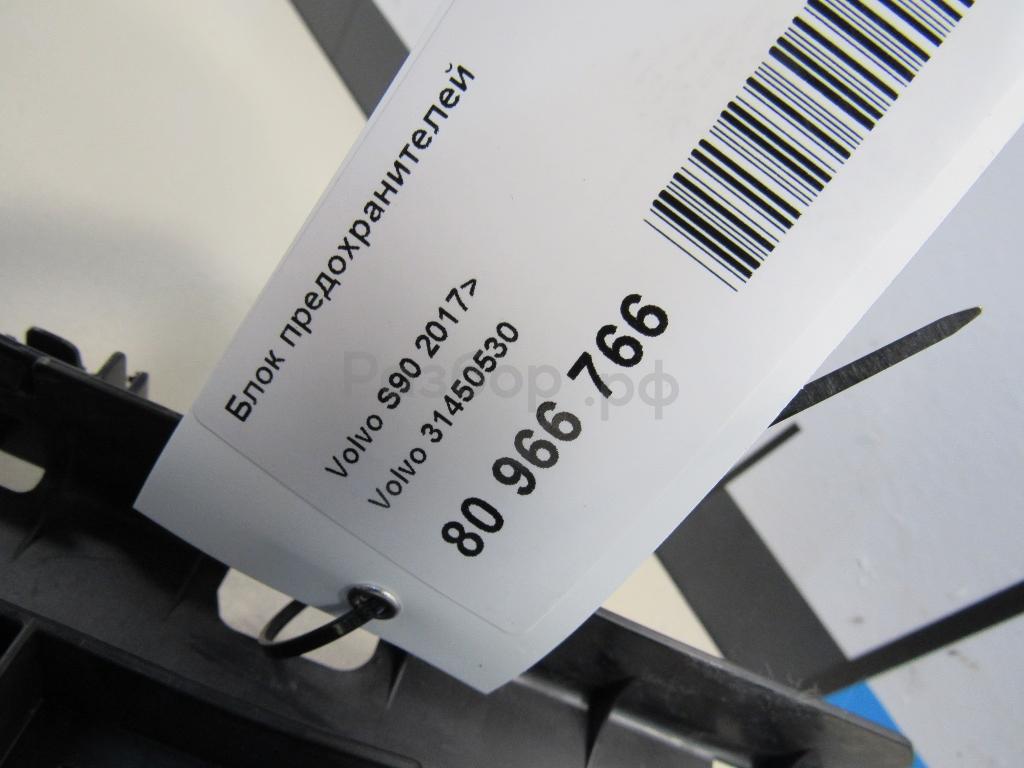 Блок предохранителей
Volvo S90 2017>
Volvo 31450530
80 966 766
Разбор.рф